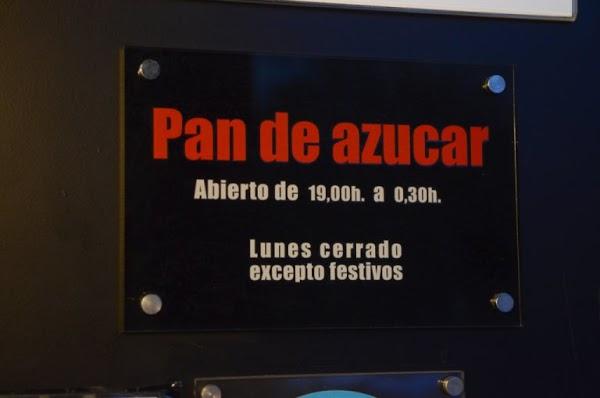 Pan de azucar
Abierto de 19,00h. a 0,30h.
Lunes cerrado
excepto festivos